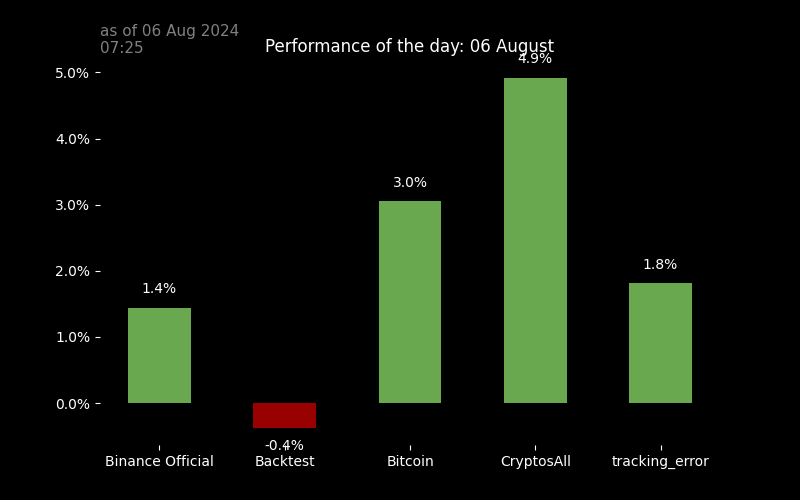 as of 06 Aug 2024
07:25
Performance of the day: 06 August
5.0%
4.0%
3.0%
2.0%
1.0%
0.0%
1.4%
-0.4%
3.0%
4.9%
1.8%
Binance Official
Backtest
Bitcoin
CryptosAll
tracking_error